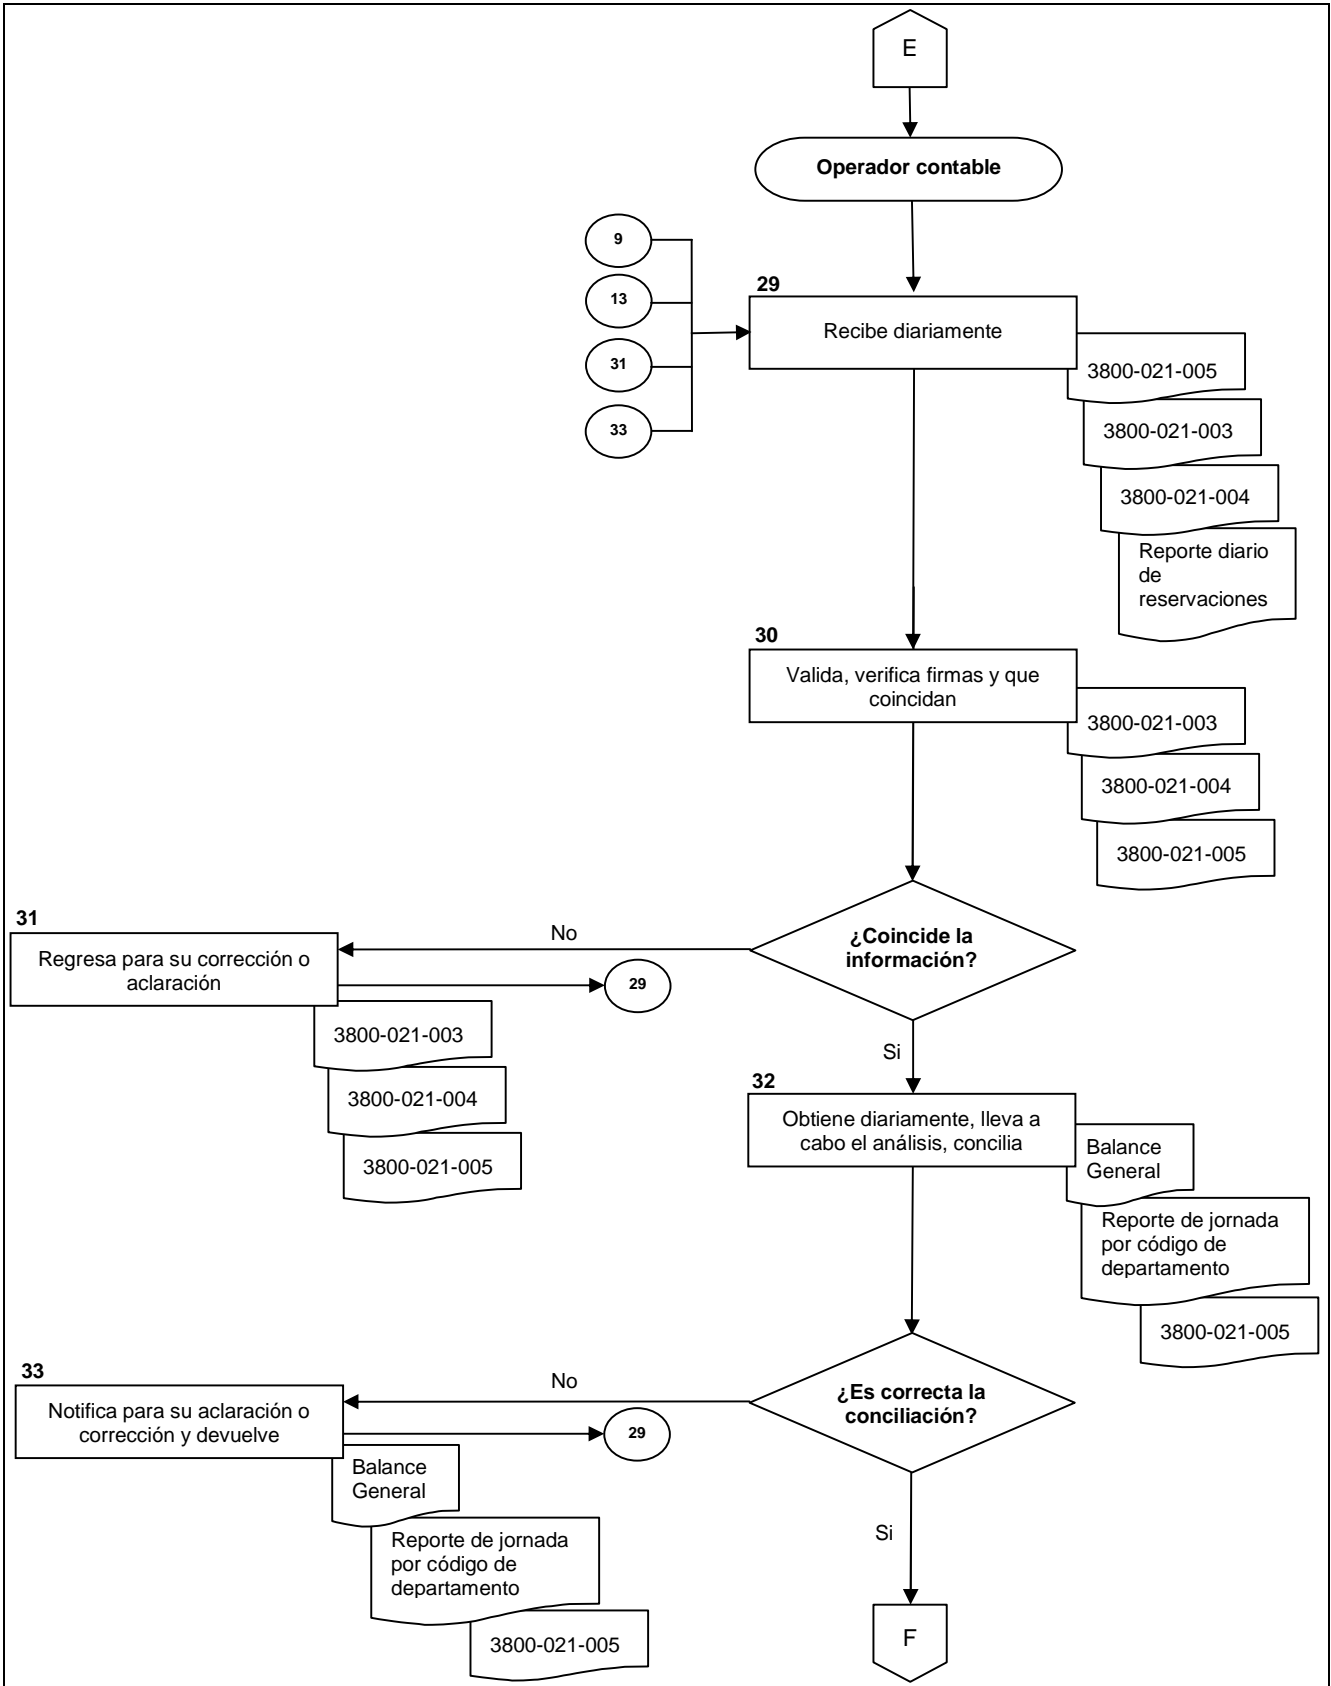 E
Operador contable
9
13
31
33
29
Recibe diariamente
3800-021-005
3800-021-003
3800-021-004
Reporte diario
de
reservaciones
30
Valida, verifica firmas y que
coincidan
3800-021-003
3800-021-004
3800-021-005
¿Coincide la
información?
No
31
Regresa para su corrección o
aclaración
29
3800-021-003
3800-021-004
3800-021-005
Si
32
Obtiene diariamente, lleva a
cabo el análisis, concilia
Balance
General
Reporte de jornada
por código de
departamento
3800-021-005
¿Es correcta la
conciliación?
No
33
Notifica para su aclaración o
corrección y devuelve
29
Balance
General
Reporte de jornada
por código de
departamento
3800-021-005
Si
F